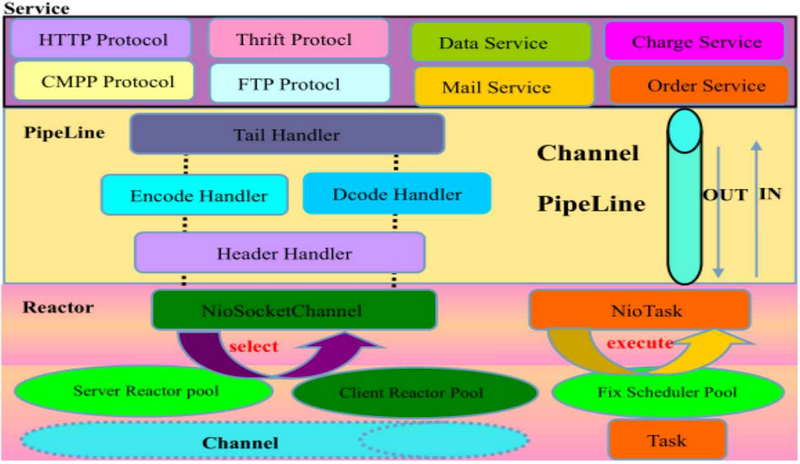 Service
HTTP Protocol
Thrift Protocl
Data Service
Charge Service
CMPP Protocol
FTP Protocl
Mail Service
Order Service
PipeLine
Tail Handler
Channel
PipeLine
Encode Handler
Dcode Handler
OUT
IN
Header Handler
Reactor
NioSocketChannel
NioTask
select
execute
Server Reactor pool
Client Reactor Pool
Fix Scheduler Pool
Channel
Task